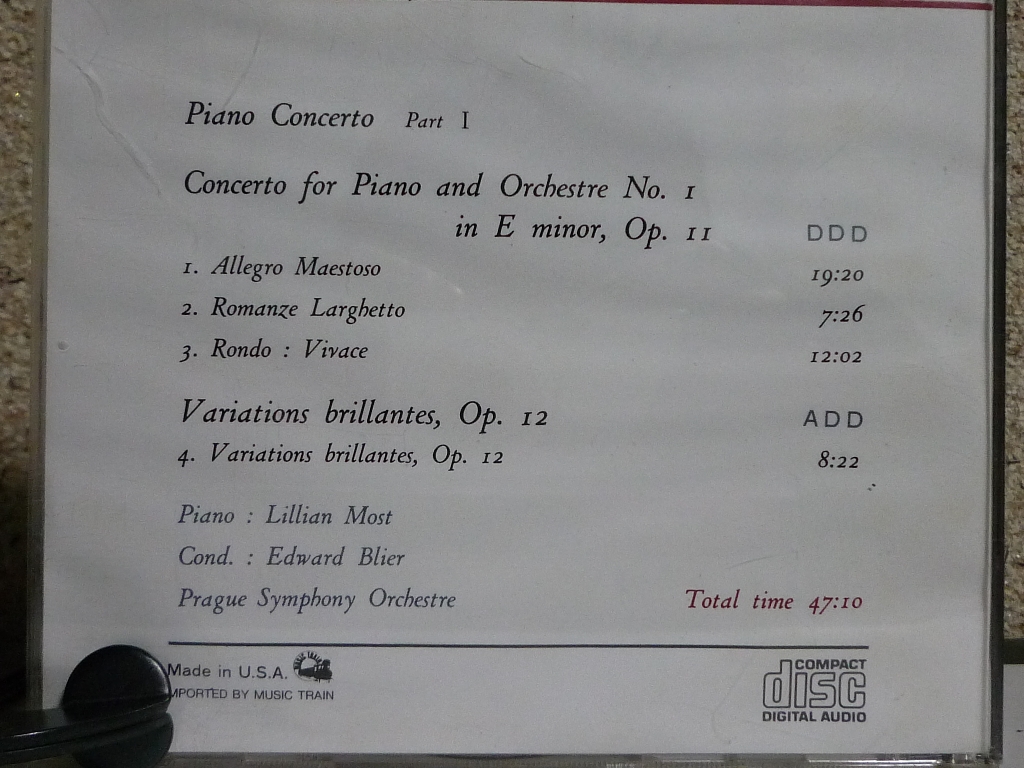 Piano Concerto Part I
Concerto for Piano and Orchestre No. 1
in E minor, Op. 11 DDD
1. Allegro Maestoso 19:20
2. Romanze Larghetto 7:26
3. Rondo : Vivace 12:02
Variations brillantes, Op. 12 ADD
4. Variations brillantes, Op. 12 8:22
Piano : Lillian Most
Cond. : Edward Blier
Prague Symphony Orchestre Total time 47:10
Made in U.S.A. MUSIC TRAIN
IMPORTED BY MUSIC TRAIN
COMPACT
disc
DIGITAL AUDIO